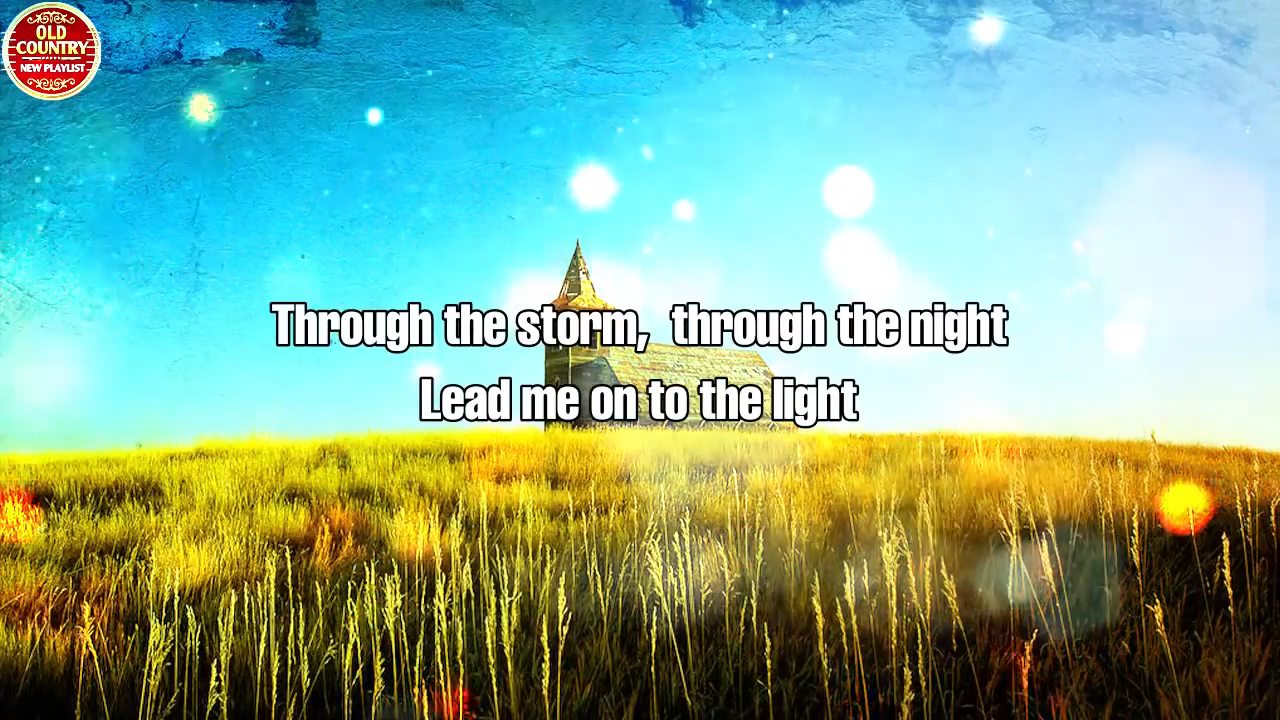 OLD
COUNTRY
NEW PLAYLIST
Through the storm, through the night
Lead me on to the light